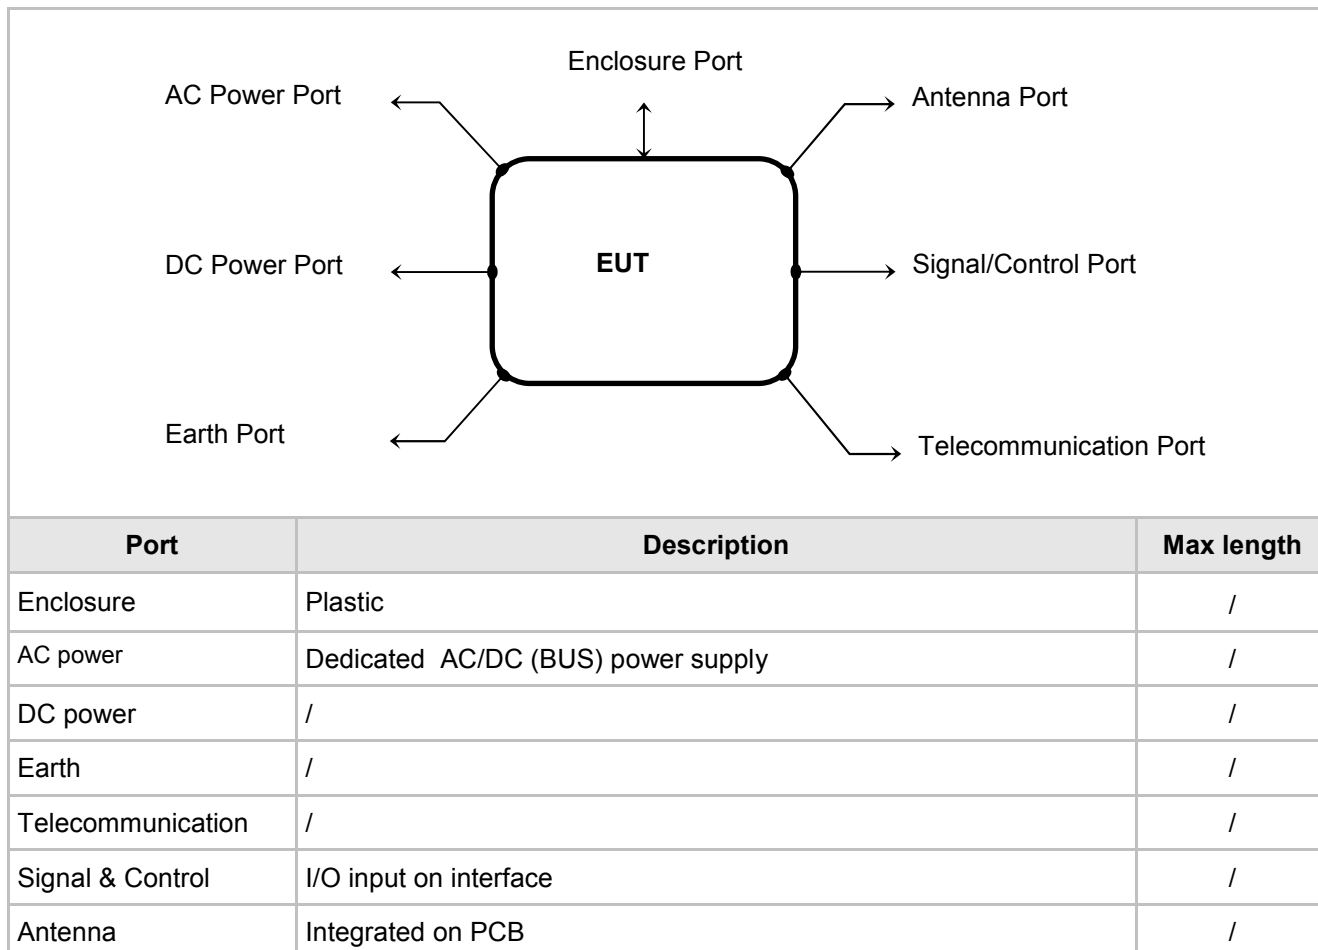 Enclosure Port
AC Power Port
Antenna Port
DC Power Port
EUT
Signal/Control Port
Earth Port
Telecommunication Port
Port Description Max length
Enclosure Plastic /
AC power Dedicated AC/DC (BUS) power supply /
DC power / /
Earth / /
Telecommunication / /
Signal & Control I/O input on interface /
Antenna Integrated on PCB /